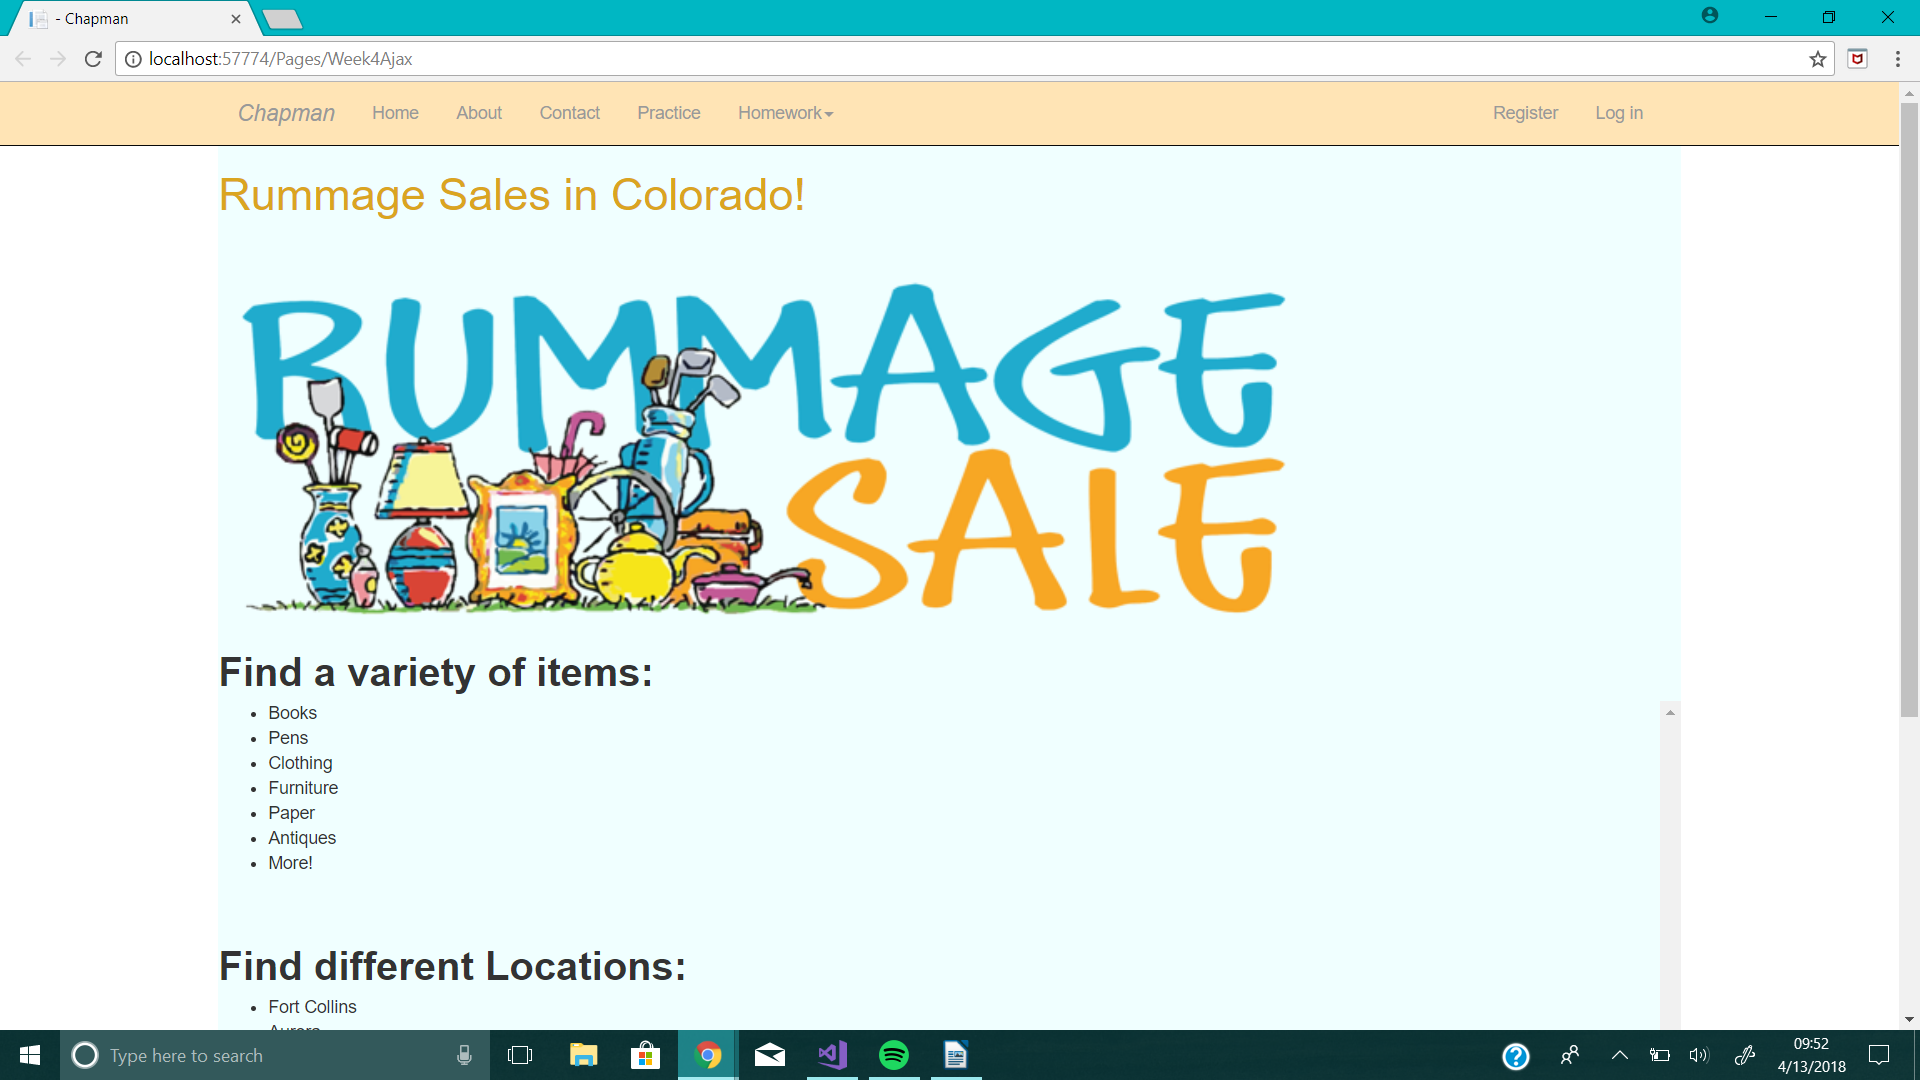 - Chapman
localhost:57774/Pages/Week4Ajax
Chapman Home About Contact Practice Homework Register Log in
Rummage Sales in Colorado!
RUMMAGE
SALE
Find a variety of items:
Books
Pens
Clothing
Furniture
Paper
Antiques
More!
Find different Locations:
Fort Collins
Aurora
Type here to search
09:52
4/13/2018